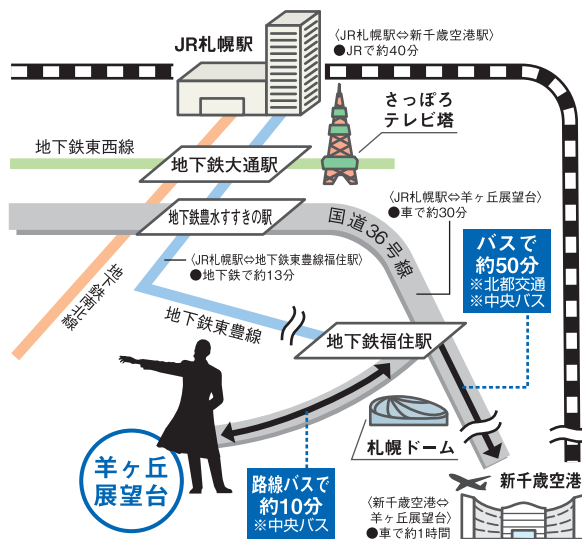 JR札幌駅
〈JR札幌駅⇔新千歳空港駅〉
●JRで約40分
さっぽろ
テレビ塔
地下鉄東西線
地下鉄大通駅
〈JR札幌駅⇔羊ヶ丘展望台〉
●車で約30分
地下鉄豊水すすきの駅
国道36号線
バスで
約50分
※北都交通
※中央バス
〈JR札幌駅⇔地下鉄東豊線福住駅〉
●地下鉄で約13分
地下鉄南北線
地下鉄東豊線
地下鉄福住駅
札幌ドーム
羊ヶ丘
展望台
路線バスで
約10分
※中央バス
新千歳空港
〈新千歳空港⇔
羊ヶ丘展望台〉
●車で約1時間